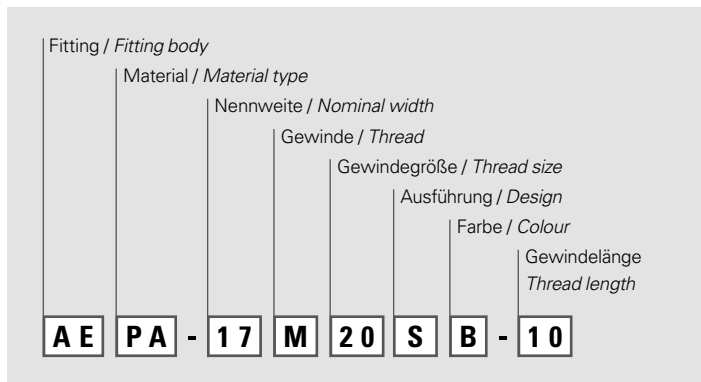 Fitting / Fitting body
Material / Material type
Nennweite / Nominal width
Gewinde / Thread
Gewindegröße / Thread size
Ausführung / Design
Farbe / Colour
Gewindelänge
Thread length
AE PA - 17 M 20 S B - 10